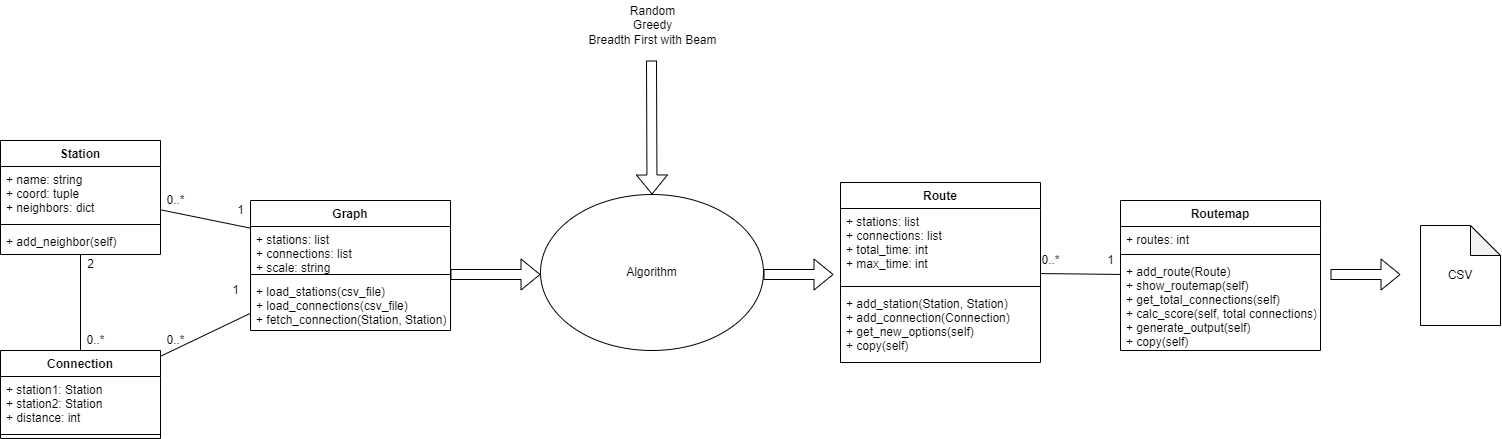 Random
Greedy
Breadth First with Beam
Station
+ name: string
+ coord: tuple
+ neighbors: dict
+ add_neighbor(self)
0..*
1
2
0..*
0..*
1
Connection
+ station1: Station
+ station2: Station
+ distance: int
Graph
+ stations: list
+ connections: list
+ scale: string
+ load_stations(csv_file)
+ load_connections(csv_file)
+ fetch_connection(Station, Station)
Algorithm
Route
+ stations: list
+ connections: list
+ total_time: int
+ max_time: int
+ add_station(Station, Station)
+ add_connection(Connection)
+ get_new_options(self)
+ copy(self)
0..*
1
Routemap
+ routes: int
+ add_route(Route)
+ show_routemap(self)
+ get_total_connections(self)
+ calc_score(self, total connections)
+ generate_output(self)
+ copy(self)
CSV